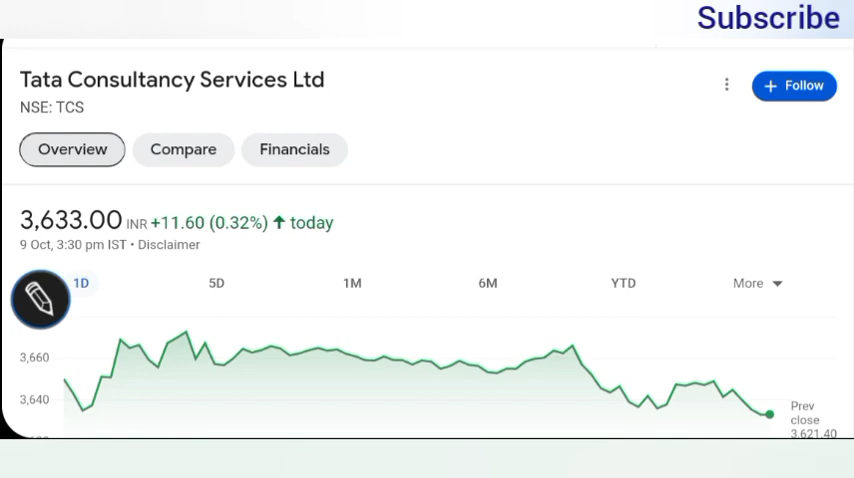 Subscribe
Tata Consultancy Services Ltd
NSE: TCS
+ Follow
Overview Compare Financials
3,633.00 INR +11.60 (0.32%) ↑ today
9 Oct, 3:30 pm IST • Disclaimer
1D 5D 1M 6M YTD More
3,660
3,640
Prev
close
3,621.40